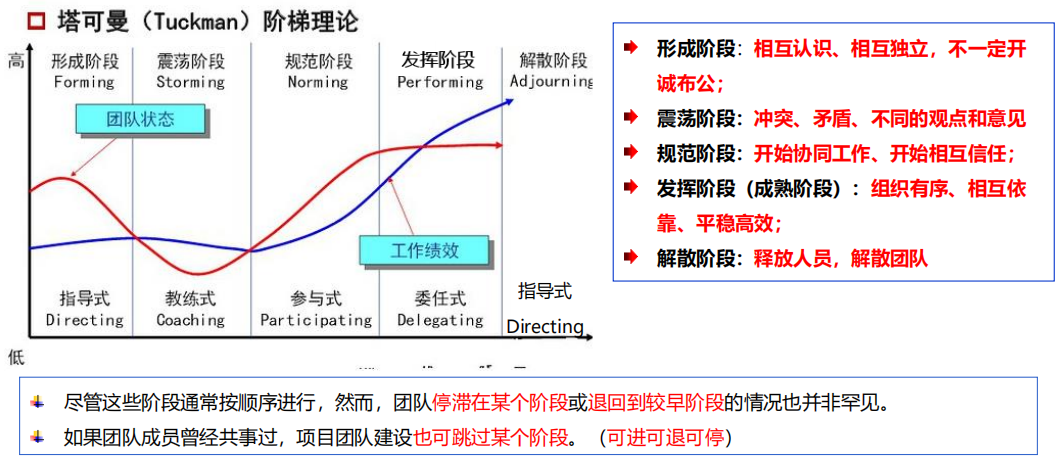 塔可曼（Tuckman）阶梯理论
高
形成阶段
Forming
震荡阶段
Storming
规范阶段
Norming
发挥阶段
Performing
解散阶段
Adjourning
团队状态
工作绩效
指导式
Directing
教练式
Coaching
参与式
Participating
委任式
Delegating
指导式
Directing
低
形成阶段：相互认识、相互独立，不一定开
诚布公；
震荡阶段：冲突、矛盾、不同的观点和意见
规范阶段：开始协同工作、开始相互信任；
发挥阶段（成熟阶段）：组织有序、相互依
靠、平稳高效；
解散阶段：释放人员，解散团队
尽管这些阶段通常按顺序进行，然而，团队停滞在某个阶段或退回到较早阶段的情况也并非罕见。
如果团队成员曾经共事过，项目团队建设也可跳过某个阶段。（可进可退可停）